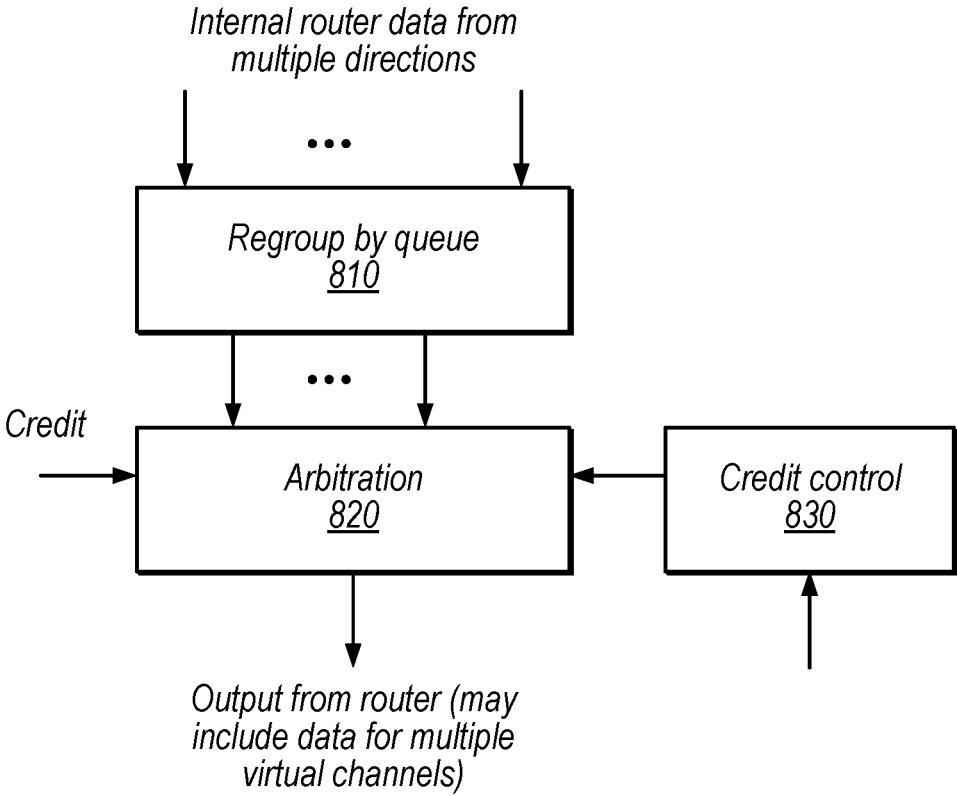 Internal router data from
multiple directions
...
Regroup by queue
810
...
Credit
Arbitration
820
Credit control
830
Output from router (may
include data for multiple
virtual channels)